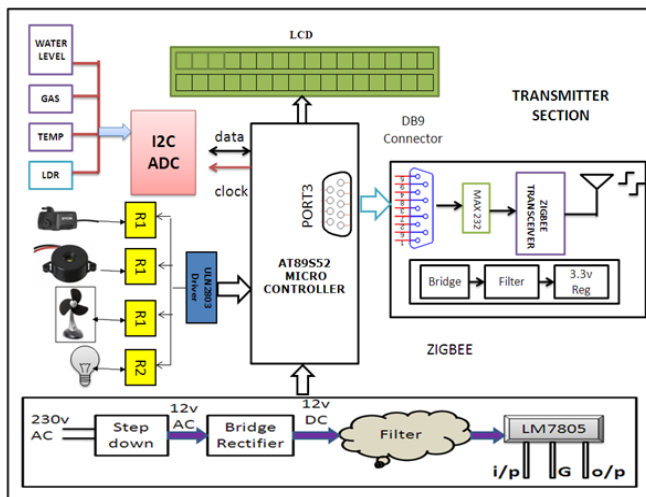 LCD
WATER
LEVEL
GAS
TEMP
LDR
I2C
ADC
data
clock
DB9
Connector
TRANSMITTER
SECTION
PORT3
MAX 232
ZIGBEE
TRANSCEIVER
AT89S52
MICRO
CONTROLLER
R1
R1
R1
R2
ULN2803
Driver
Bridge
Filter
3.3v
Reg
ZIGBEE
230v
AC
Step
down
12v
AC
Bridge
Rectifier
12v
DC
Filter
LM7805
i/p
G
o/p